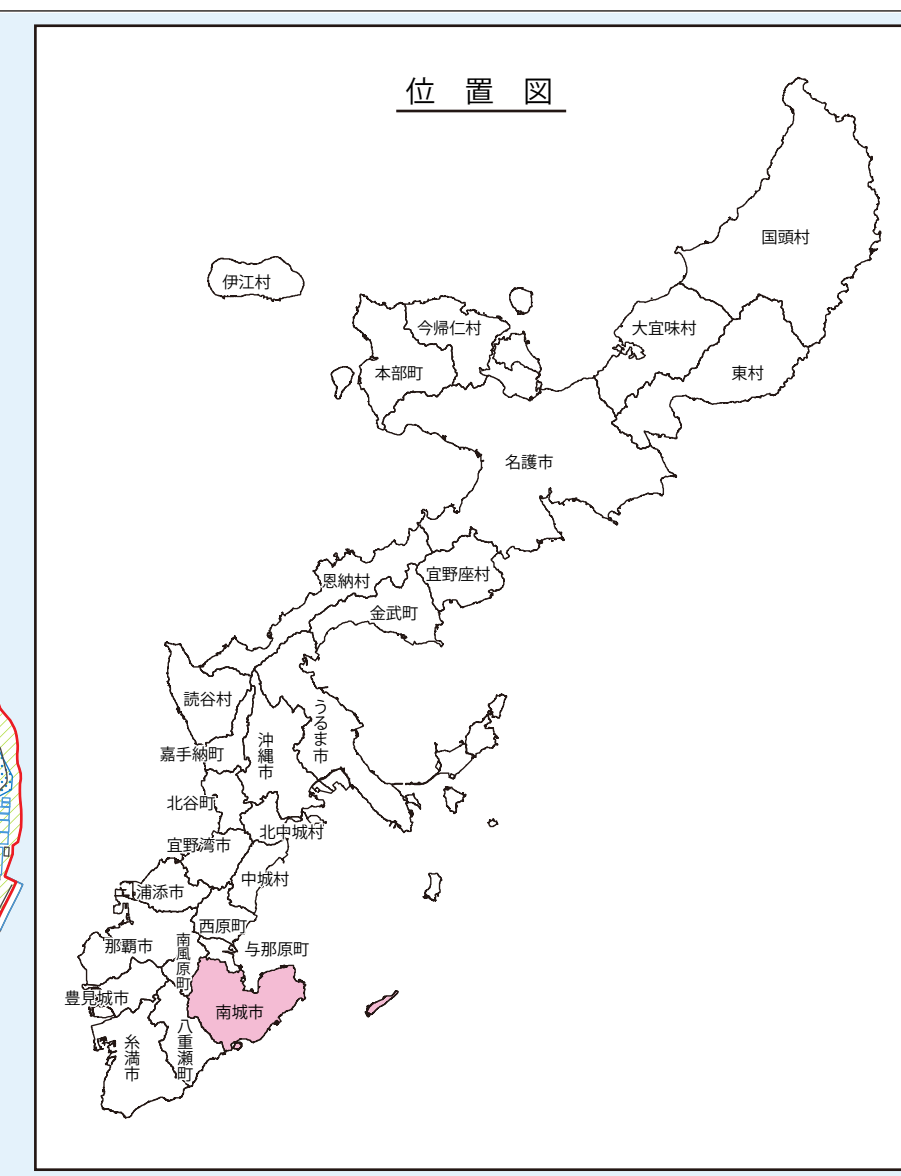 位置図
国頭村
伊江村
今帰仁村
大宜味村
本部町
東村
名護市
恩納村
宜野座村
金武町
読谷村
うるま市
沖縄市
嘉手納町
北谷町
北中城村
宜野湾市
中城村
浦添市
西原町
那覇市
南風原町
与那原町
豊見城市
南城市
糸満市
八重瀬町